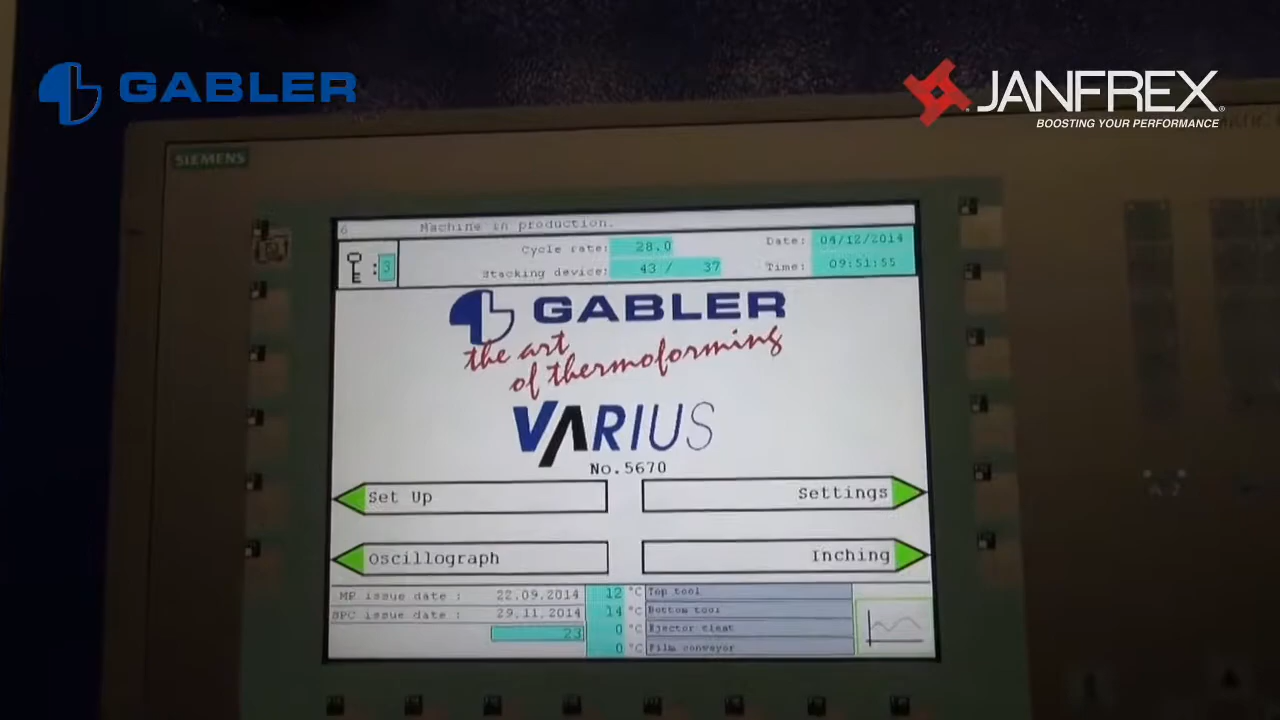 GABLER
JANFREX®
BOOSTING YOUR PERFORMANCE
SIEMENS
6 Machine in production.
Cycle rate: 28.0 Date: 04/12/2014
:3 Stacking device: 43 / 37 Time: 09:51:55
GABLER
the art
of thermoforming
VARIUS
No.5670
Set Up Settings
Oscillograph Inching
MP issue date : 22.09.2014 12 °C Top tool
SPC issue date : 29.11.2014 14 °C Bottom tool
23 0 °C Ejector cleat
0 °C Film conveyor